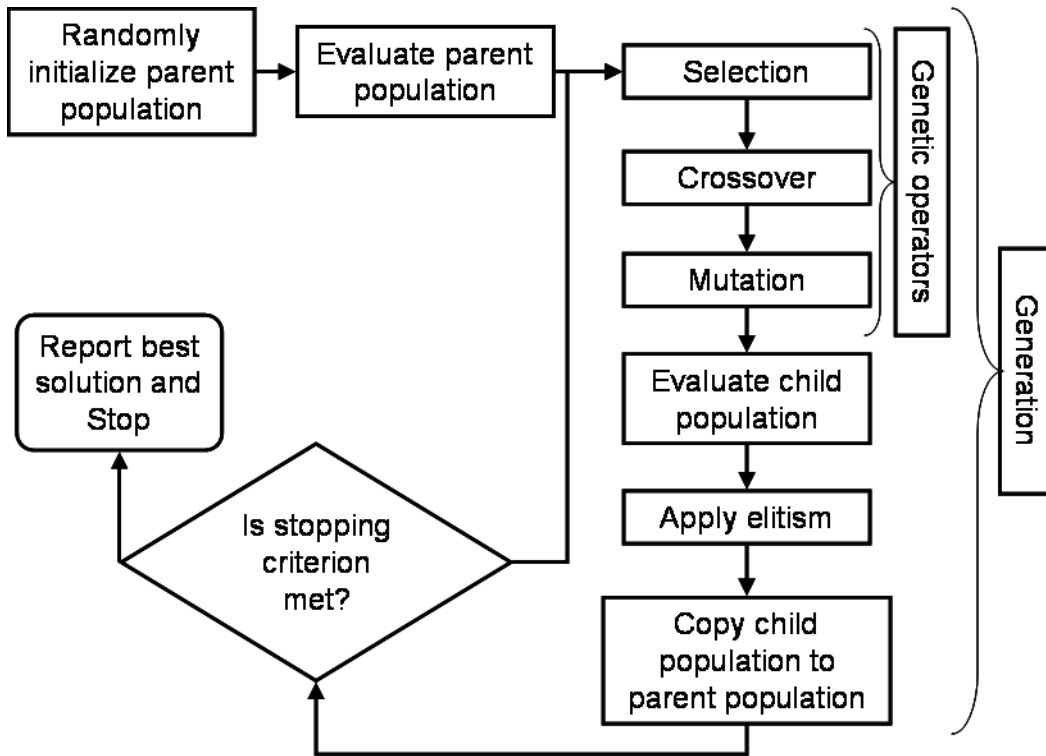 Randomly
initialize parent
population
Evaluate parent
population
Selection
Crossover
Mutation
Genetic operators
Evaluate child
population
Apply elitism
Copy child
population to
parent population
Generation
Is stopping
criterion
met?
Report best
solution and
Stop